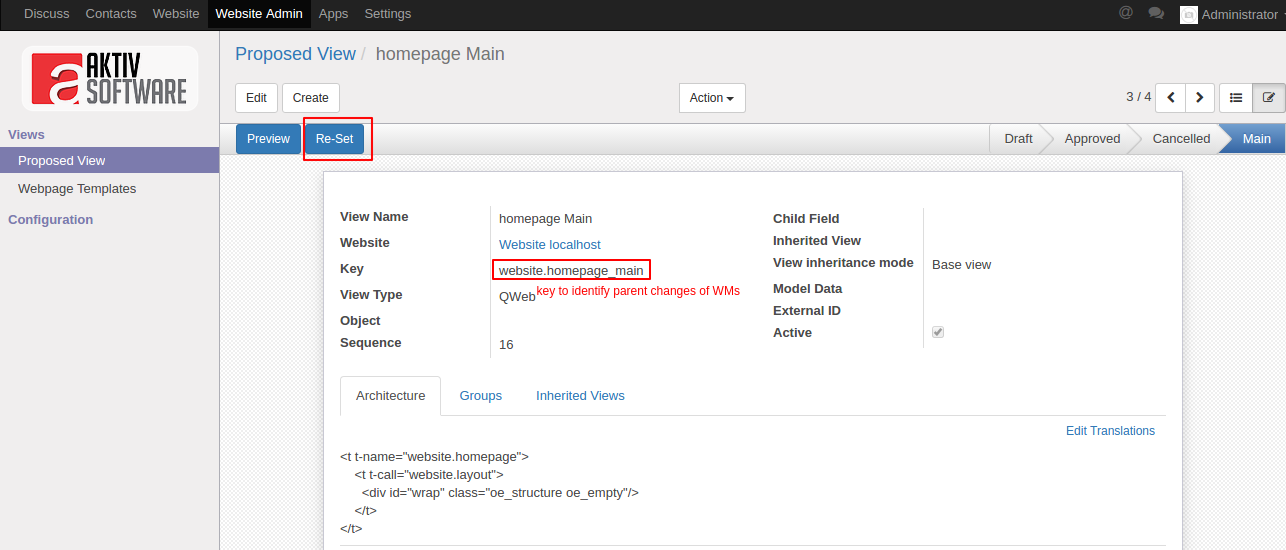 Discuss Contacts Website Website Admin Apps Settings @ Administrator
a AKTIV SOFTWARE
Views
Proposed View
Webpage Templates
Configuration
Proposed View / homepage Main
Edit Create Action 3 / 4
Preview Re-Set Draft Approved Cancelled Main
View Name homepage Main
Website Website localhost
Key website.homepage_main
key to identify parent changes of WMs
View Type QWeb
Object
Sequence 16
Child Field
Inherited View
View inheritance mode Base view
Model Data
External ID
Active
Architecture Groups Inherited Views
Edit Translations
<t t-name="website.homepage">
<t t-call="website.layout">
<div id="wrap" class="oe_structure oe_empty"/>
</t>
</t>